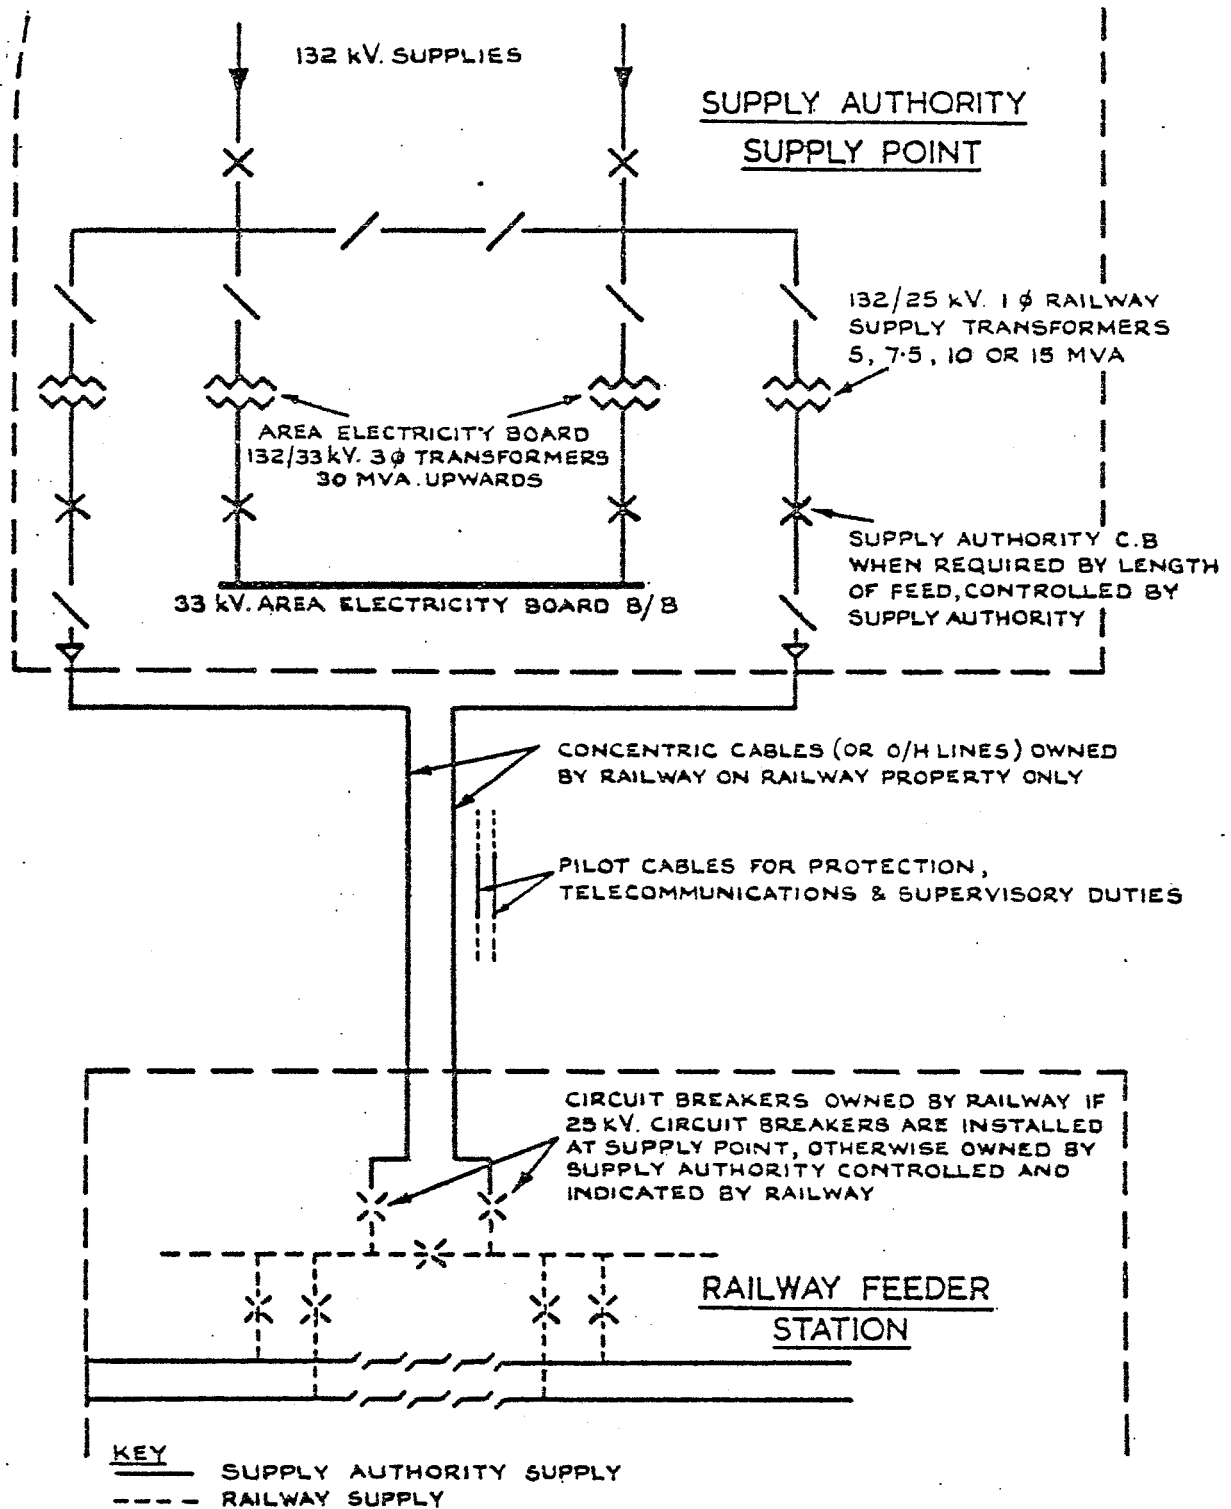 132 kV. SUPPLIES
SUPPLY AUTHORITY
SUPPLY POINT
132/25 kV. 1 ϕ RAILWAY
SUPPLY TRANSFORMERS
5, 7·5, 10 OR 15 MVA
AREA ELECTRICITY BOARD
132/33 kV. 3ϕ TRANSFORMERS
30 MVA. UPWARDS
SUPPLY AUTHORITY C.B
WHEN REQUIRED BY LENGTH
OF FEED, CONTROLLED BY
SUPPLY AUTHORITY
33 kV. AREA ELECTRICITY BOARD B/B
CONCENTRIC CABLES (OR O/H LINES) OWNED
BY RAILWAY ON RAILWAY PROPERTY ONLY
PILOT CABLES FOR PROTECTION,
TELECOMMUNICATIONS & SUPERVISORY DUTIES
CIRCUIT BREAKERS OWNED BY RAILWAY IF
25 kV. CIRCUIT BREAKERS ARE INSTALLED
AT SUPPLY POINT, OTHERWISE OWNED BY
SUPPLY AUTHORITY CONTROLLED AND
INDICATED BY RAILWAY
RAILWAY FEEDER
STATION
KEY
SUPPLY AUTHORITY SUPPLY
RAILWAY SUPPLY